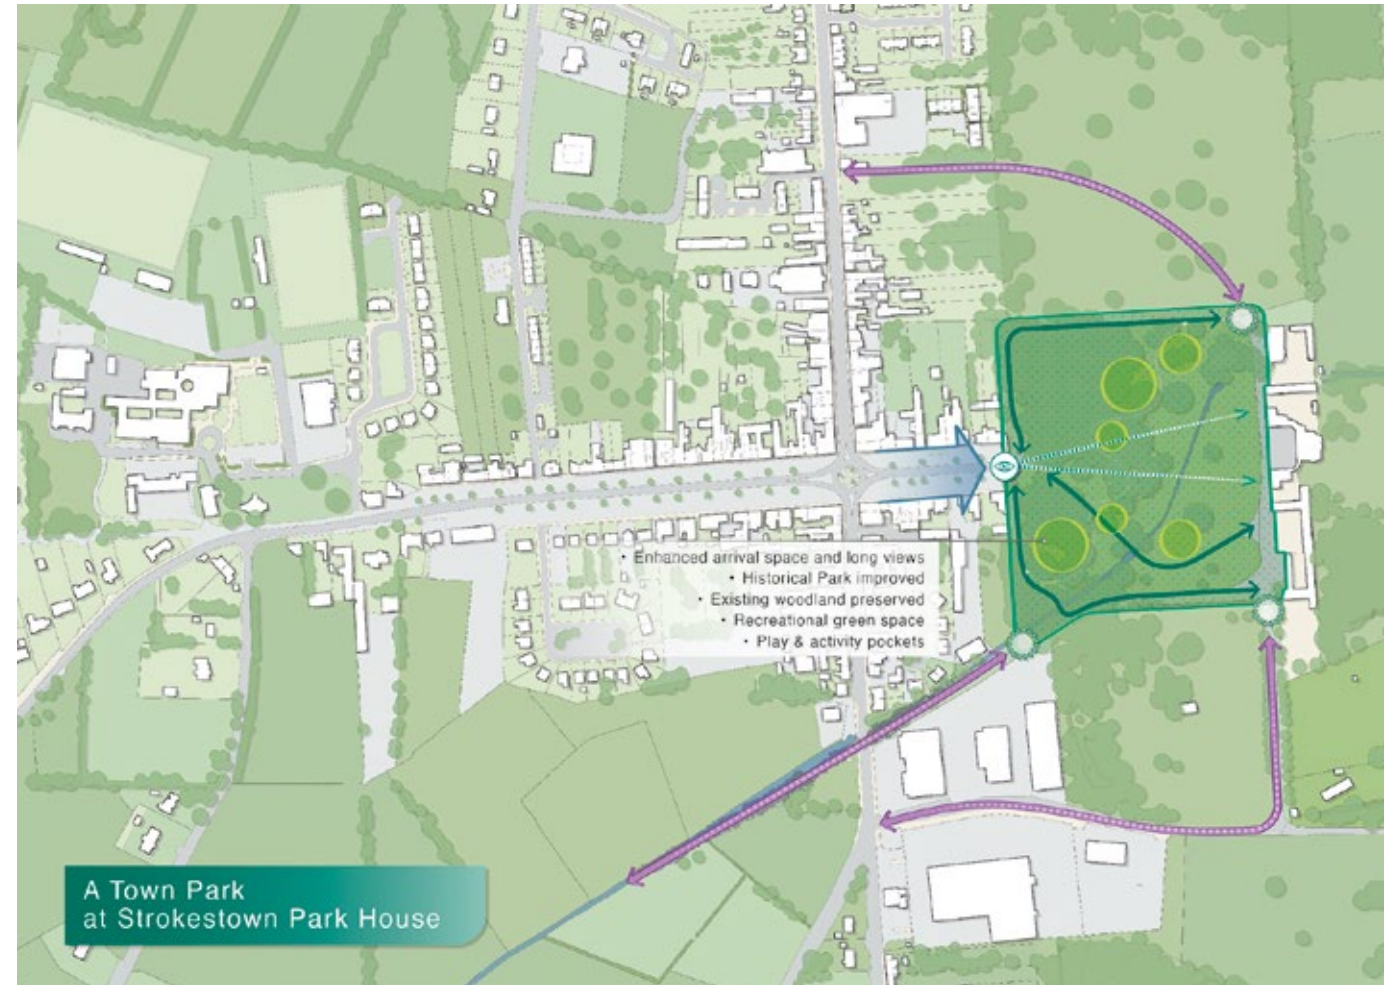 • Enhanced arrival space and long views
• Historical Park improved
• Existing woodland preserved
• Recreational green space
• Play & activity pockets
A Town Park
at Strokestown Park House